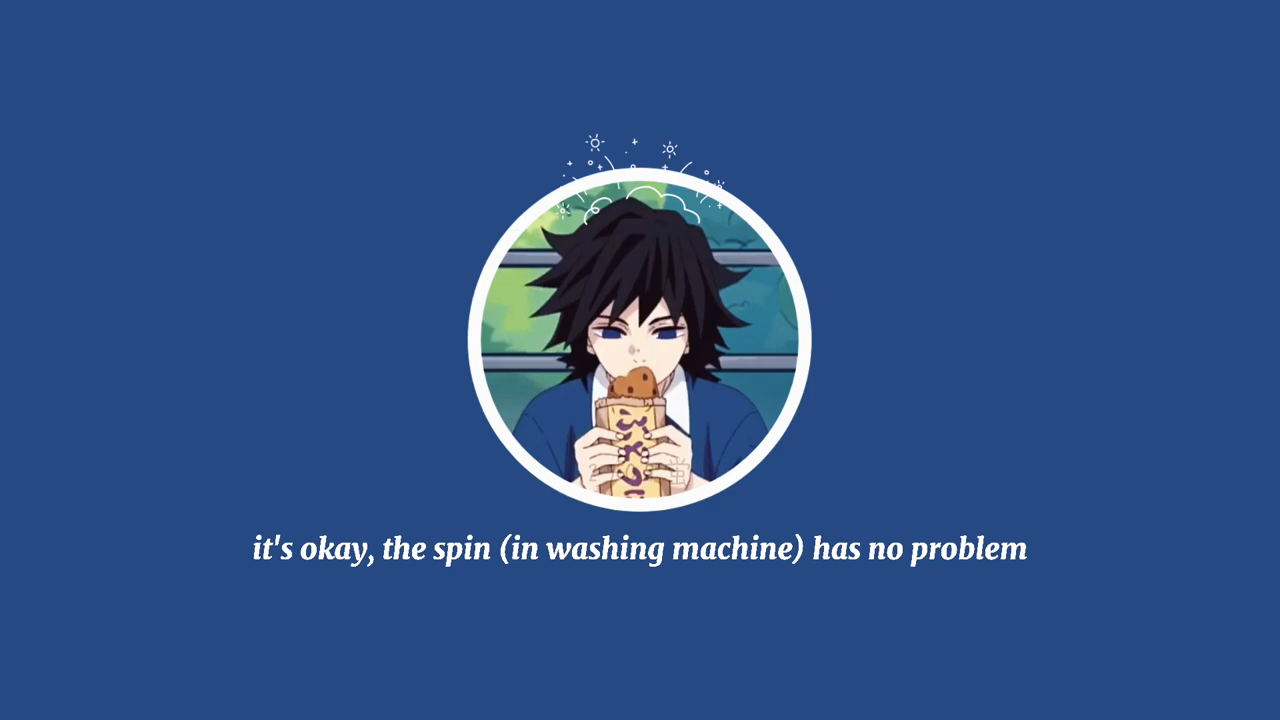 it's okay, the spin (in washing machine) has no problem